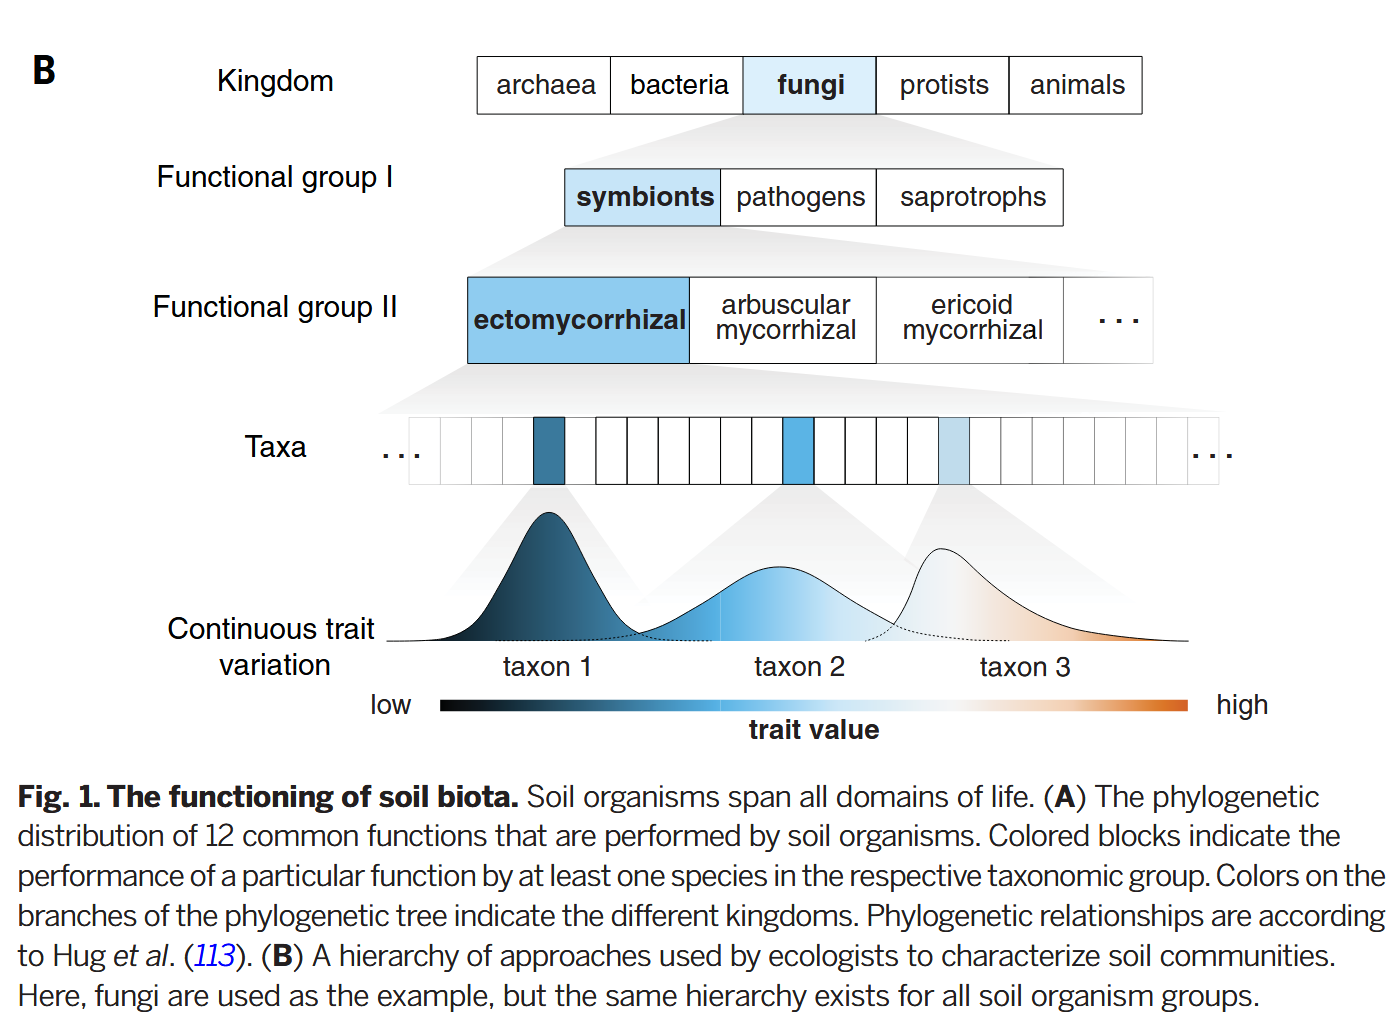 B
Kingdom
archaea bacteria fungi protists animals
Functional group I
symbionts pathogens saprotrophs
Functional group II
ectomycorrhizal
arbuscular
mycorrhizal
ericoid
mycorrhizal
...
Taxa
... ...
Continuous trait
variation
taxon 1 taxon 2 taxon 3
low high
trait value
Fig. 1. The functioning of soil biota. Soil organisms span all domains of life. (A) The phylogenetic
distribution of 12 common functions that are performed by soil organisms. Colored blocks indicate the
performance of a particular function by at least one species in the respective taxonomic group. Colors on the
branches of the phylogenetic tree indicate the different kingdoms. Phylogenetic relationships are according
to Hug et al. (113). (B) A hierarchy of approaches used by ecologists to characterize soil communities.
Here, fungi are used as the example, but the same hierarchy exists for all soil organism groups.